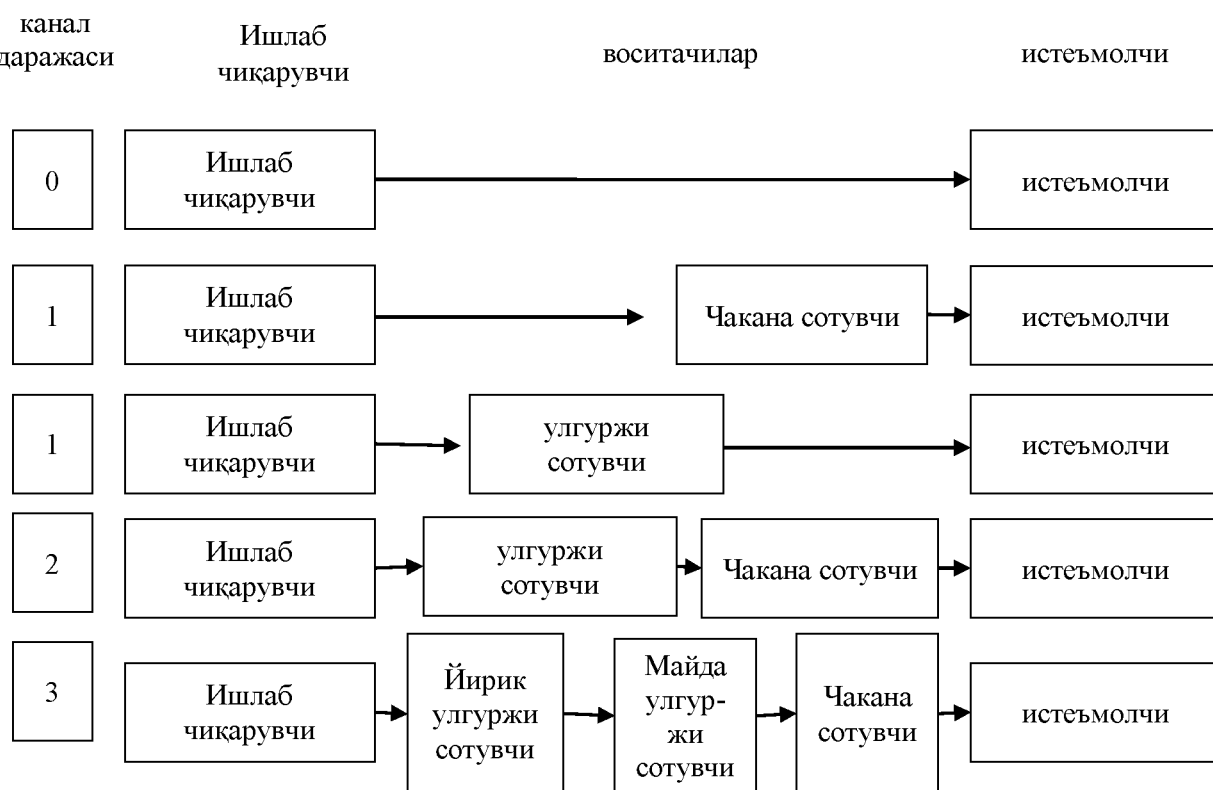 канал
даражаси
Ишлаб
чиқарувчи
воситачилар
истеъмолчи
0
Ишлаб
чиқарувчи
истеъмолчи
1
Ишлаб
чиқарувчи
Чакана сотувчи
истеъмолчи
1
Ишлаб
чиқарувчи
улгуржи
сотувчи
истеъмолчи
2
Ишлаб
чиқарувчи
улгуржи
сотувчи
Чакана сотувчи
истеъмолчи
3
Ишлаб
чиқарувчи
Йирик
улгуржи
сотувчи
Майда
улгур-
жи
сотувчи
Чакана
сотувчи
истеъмолчи